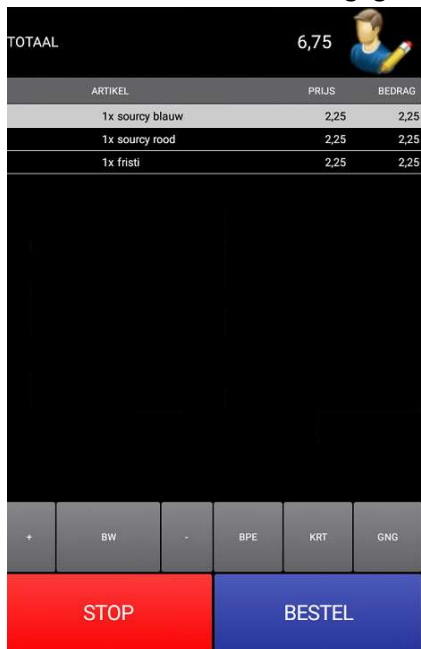 TOTAAL 6,75
ARTIKEL PRIJS BEDRAG
1x sourcy blauw 2,25 2,25
1x sourcy rood 2,25 2,25
1x fristi 2,25 2,25
+ BW - BPE KRT GNG
STOP BESTEL